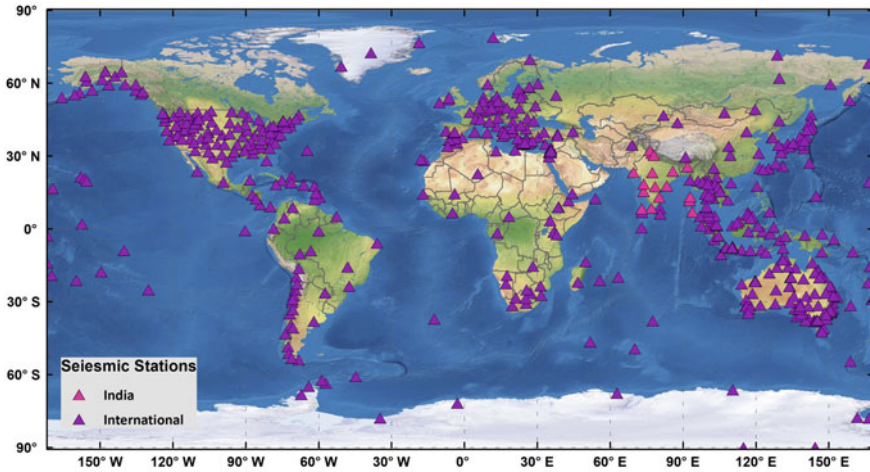 90°
60° N
30° N
0°
30° S
60° S
90°
Seiesmic Stations
India
International
150° W 120° W 90° W 60° W 30° W 0° 30° E 60° E 90° E 120° E 150° E